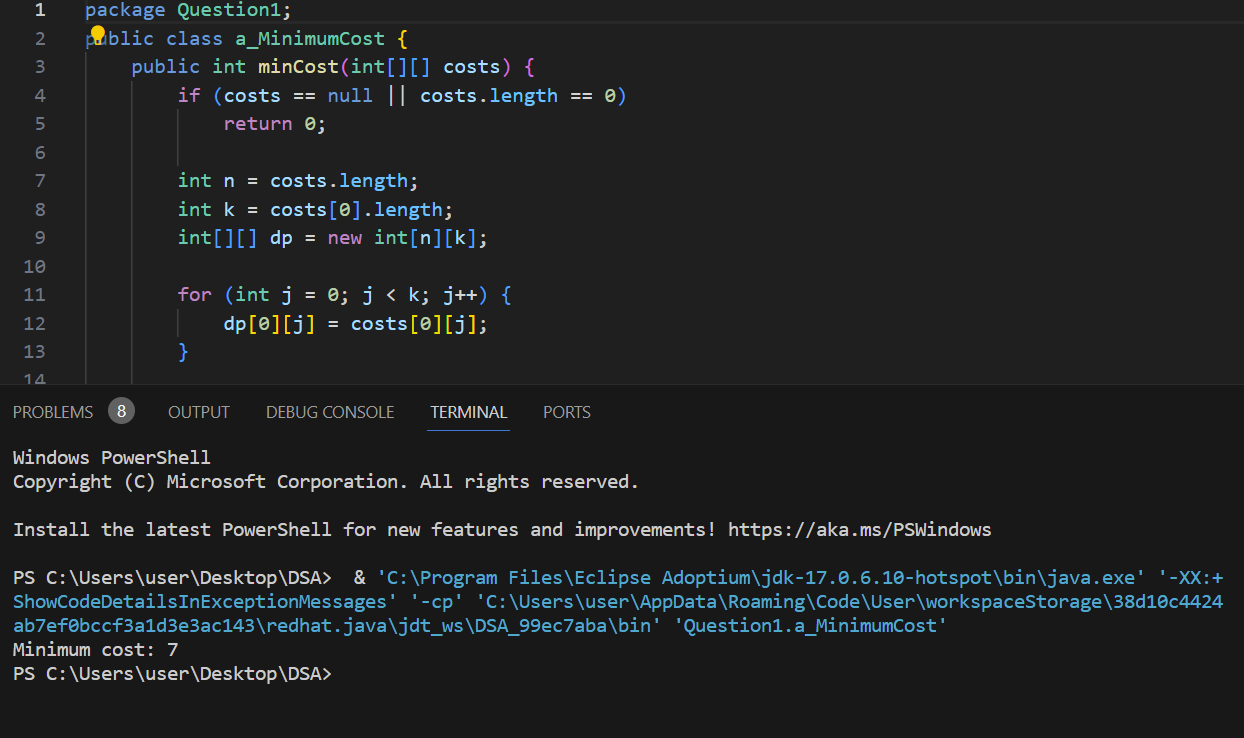 1 package Question1;
2 public class a_MinimumCost {
3 public int minCost(int[][] costs) {
4 if (costs == null || costs.length == 0)
5 return 0;
6
7 int n = costs.length;
8 int k = costs[0].length;
9 int[][] dp = new int[n][k];
10
11 for (int j = 0; j < k; j++) {
12 dp[0][j] = costs[0][j];
13 }
14
PROBLEMS 8 OUTPUT DEBUG CONSOLE TERMINAL PORTS
Windows PowerShell
Copyright (C) Microsoft Corporation. All rights reserved.
Install the latest PowerShell for new features and improvements! https://aka.ms/PSWindows
PS C:\Users\user\Desktop\DSA>  & 'C:\Program Files\Eclipse Adoptium\jdk-17.0.6.10-hotspot\bin\java.exe' '-XX:+
ShowCodeDetailsInExceptionMessages' '-cp' 'C:\Users\user\AppData\Roaming\Code\User\workspaceStorage\38d10c4424
ab7ef0bccf3a1d3e3ac143\redhat.java\jdt_ws\DSA_99ec7aba\bin' 'Question1.a_MinimumCost'
Minimum cost: 7
PS C:\Users\user\Desktop\DSA>